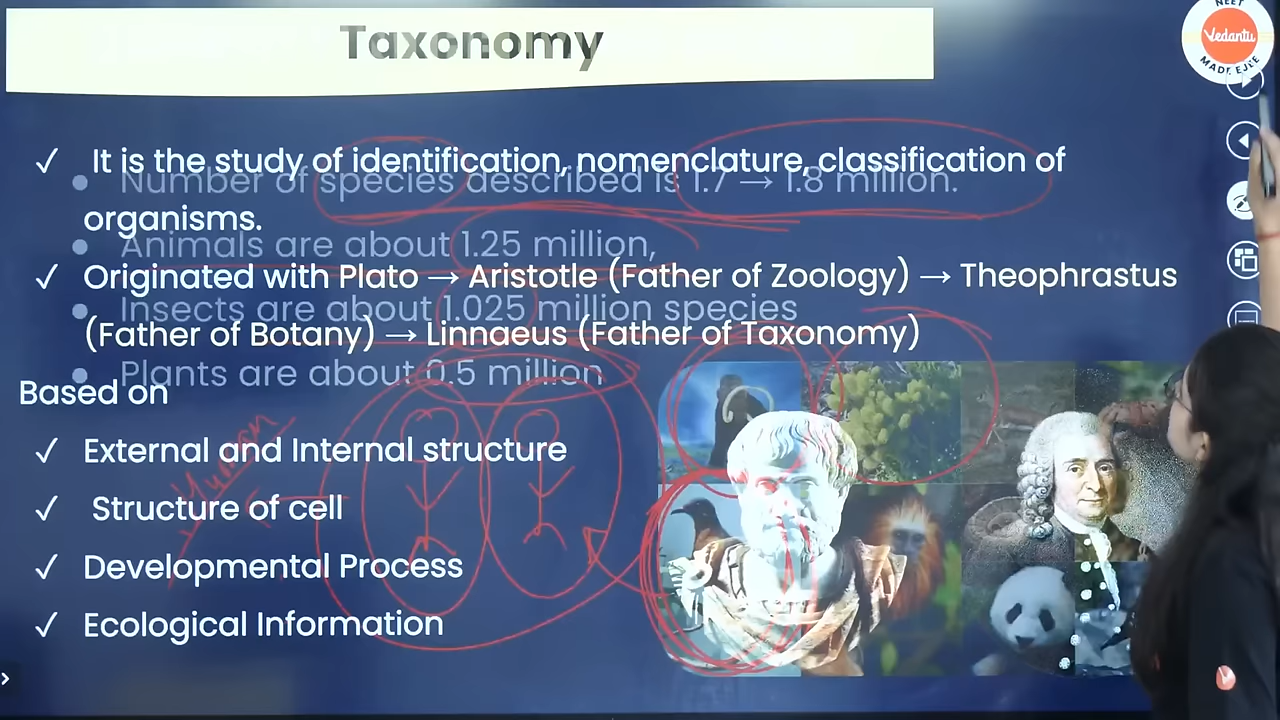 Taxonomy
NEET
Vedantu
MADE EJEE
✓ It is the study of identification, nomenclature, classification of
• Number of species described is 1.7 → 1.8 million.
organisms.
• Animals are about 1.25 million,
✓ Originated with Plato → Aristotle (Father of Zoology) → Theophrastus
• Insects are about 1.025 million species
(Father of Botany) → Linnaeus (Father of Taxonomy)
• Plants are about 0.5 million
Based on
✓ External and Internal structure
Human
✓ Structure of cell
✓ Developmental Process
✓ Ecological Information